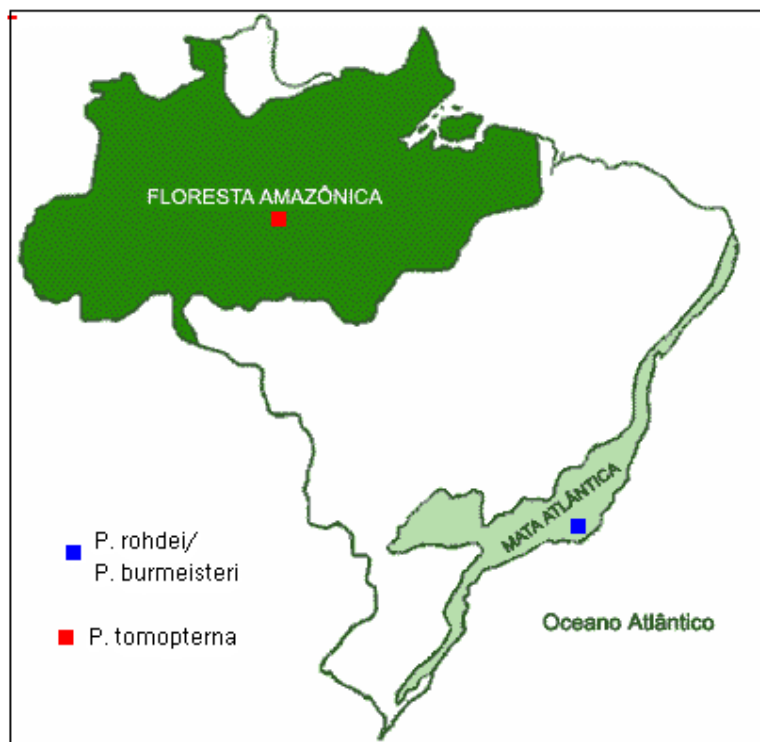 FLORESTA AMAZÔNICA
MATA ATLÂNTICA
P. rohdei/
P. burmeisteri
P. tomopterna
Oceano Atlântico